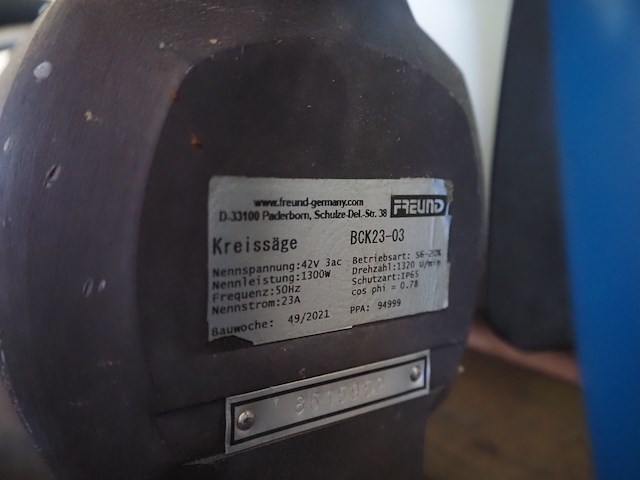 www.freund-germany.com
D-33100 Paderborn, Schulze-Del.-Str. 38
FREUND
Kreissäge
BCK23-03
Nennspannung:42V 3ac
Nennleistung:1300W
Frequenz:50Hz
Nennstrom:23A
Bauwoche: 49/2021
Betriebsart: S6-20%
Drehzahl:1320 U/min
Schutzart:IP65
cos phi = 0.78
PPA: 94999